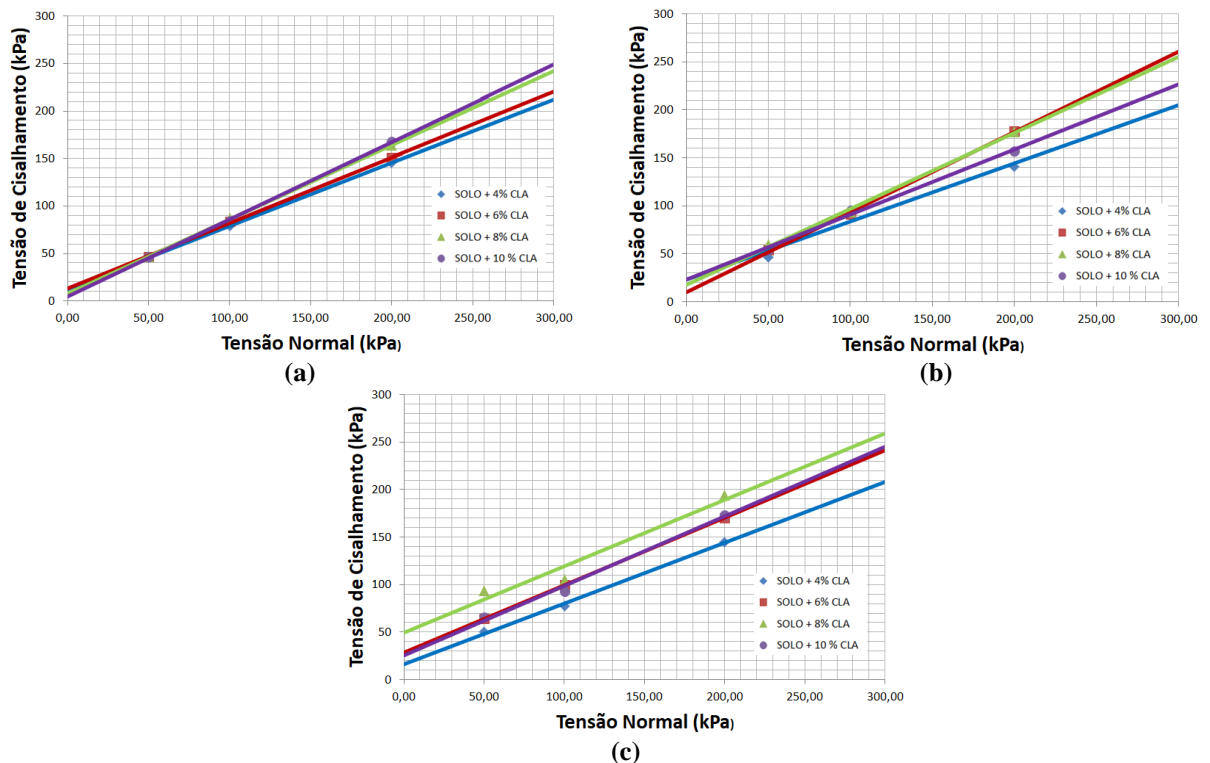 Tensão de Cisalhamento (kPa)
300
250
200
150
100
50
0
0,00 50,00 100,00 150,00 200,00 250,00 300,00
Tensão Normal (kPa)
SOLO + 4% CLA
SOLO + 6% CLA
SOLO + 8% CLA
SOLO + 10 % CLA
(a)
Tensão de Cisalhamento (kPa)
300
250
200
150
100
50
0
0,00 50,00 100,00 150,00 200,00 250,00 300,00
Tensão Normal (kPa)
SOLO + 4% CLA
SOLO + 6% CLA
SOLO + 8% CLA
SOLO + 10 % CLA
(b)
Tensão de Cisalhamento (kPa)
300
250
200
150
100
50
0
0,00 50,00 100,00 150,00 200,00 250,00 300,00
Tensão Normal (kPa)
SOLO + 4% CLA
SOLO + 6% CLA
SOLO + 8% CLA
SOLO + 10 % CLA
(c)